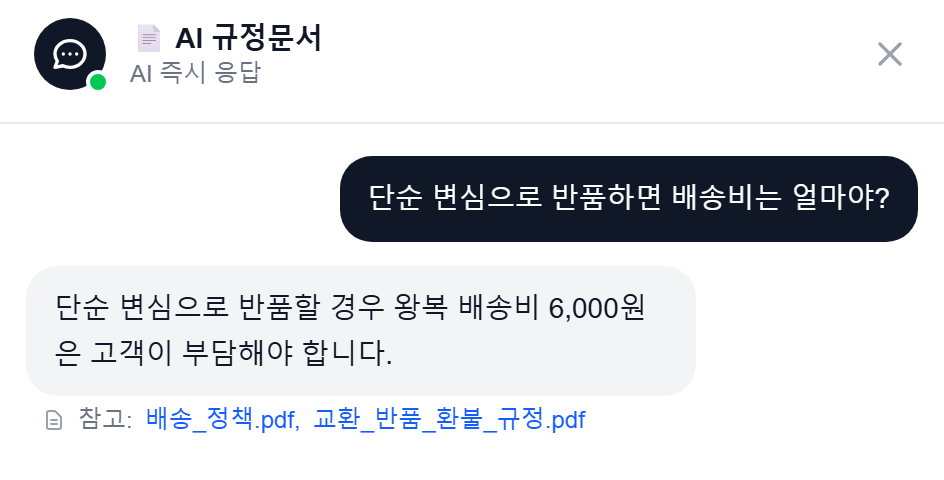 AI 규정문서
AI 즉시 응답
단순 변심으로 반품하면 배송비는 얼마야?
단순 변심으로 반품할 경우 왕복 배송비 6,000원
은 고객이 부담해야 합니다.
참고: 배송_정책.pdf, 교환_반품_환불_규정.pdf